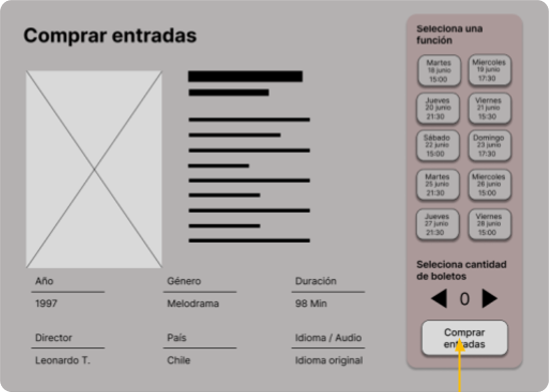 Comprar entradas
Año
1997
Género
Melodrama
Duración
98 Min
Director
Leonardo T.
País
Chile
Idioma / Audio
Idioma original
Seleciona una
función
Martes
18 junio
15:00
Miercoles
19 junio
17:30
Jueves
20 junio
21:30
Viernes
21 junio
15:30
Sábado
22 junio
15:00
Domingo
23 junio
17:30
Martes
25 junio
21:30
Miercoles
26 junio
15:00
Jueves
27 junio
21:30
Viernes
28 junio
15:00
Seleciona cantidad
de boletos
0
Comprar
entradas